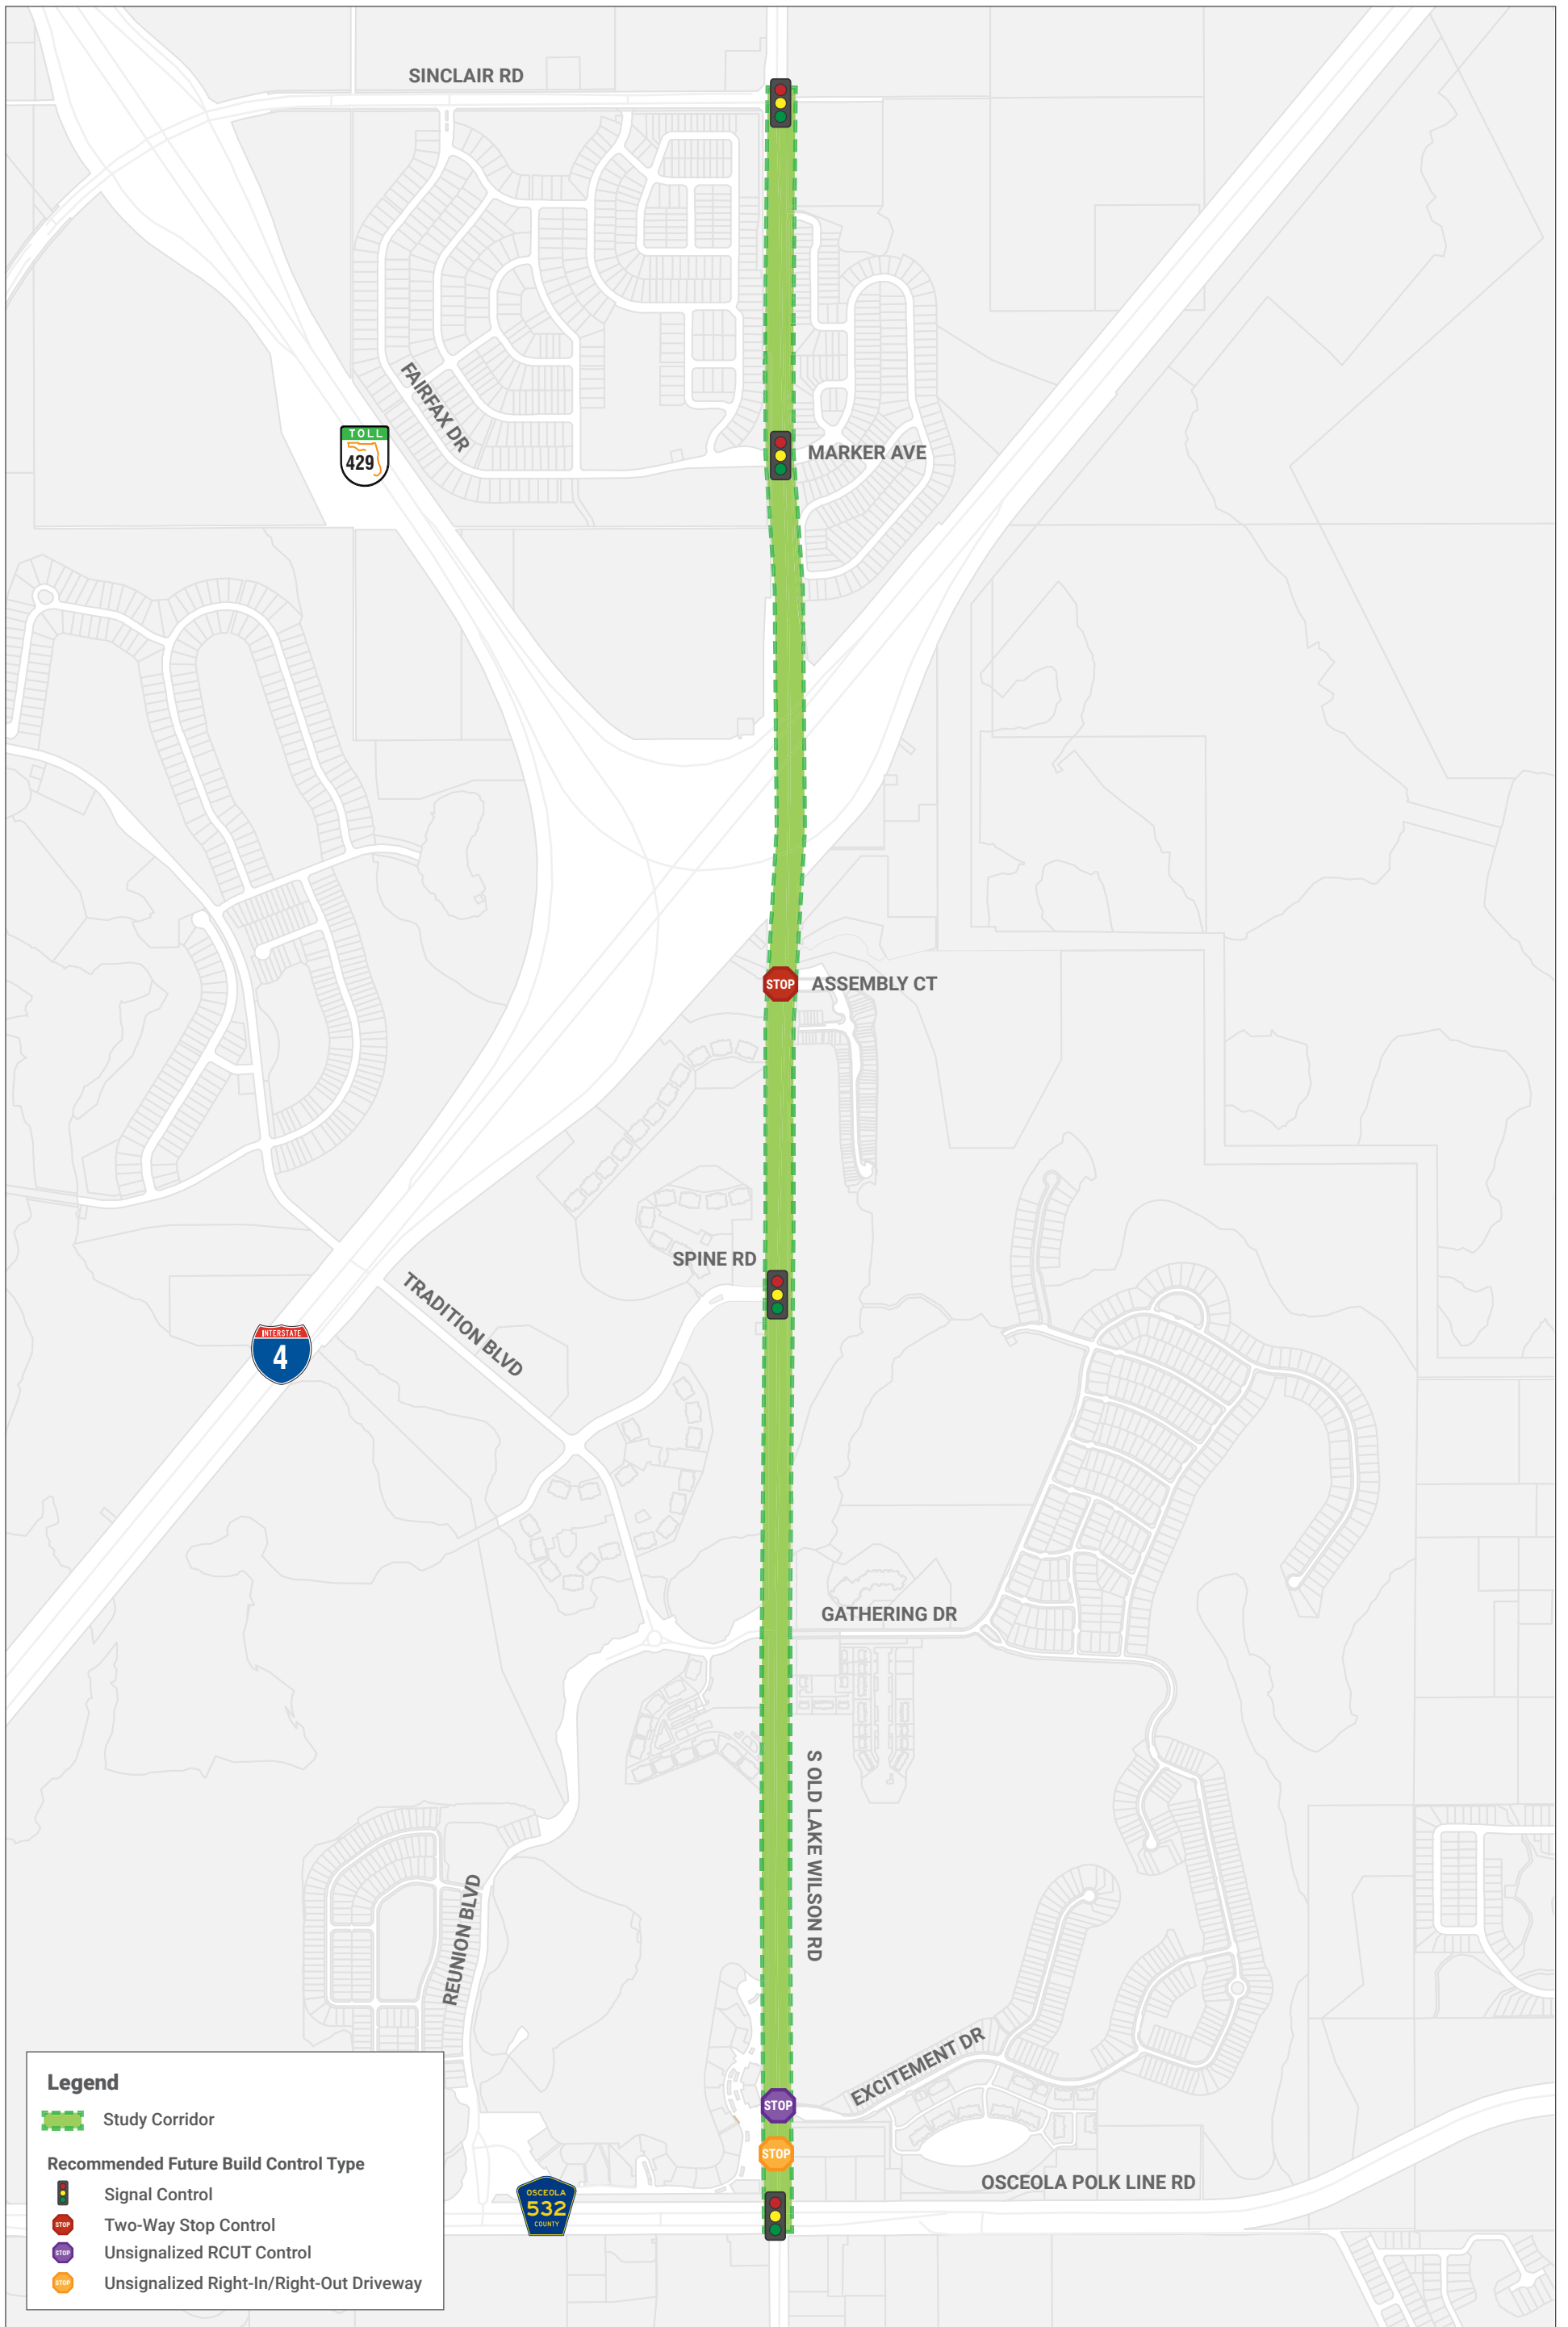 SINCLAIR RD
FAIRFAX DR
TOLL
429
MARKER AVE
STOP
ASSEMBLY CT
SPINE RD
TRADITION BLVD
INTERSTATE
4
GATHERING DR
S OLD LAKE WILSON RD
REUNION BLVD
EXCITEMENT DR
STOP
STOP
OSCEOLA POLK LINE RD
OSCEOLA
532
COUNTY
Legend
Study Corridor
Recommended Future Build Control Type
Signal Control
STOP Two-Way Stop Control
STOP Unsignalized RCUT Control
STOP Unsignalized Right-In/Right-Out Driveway